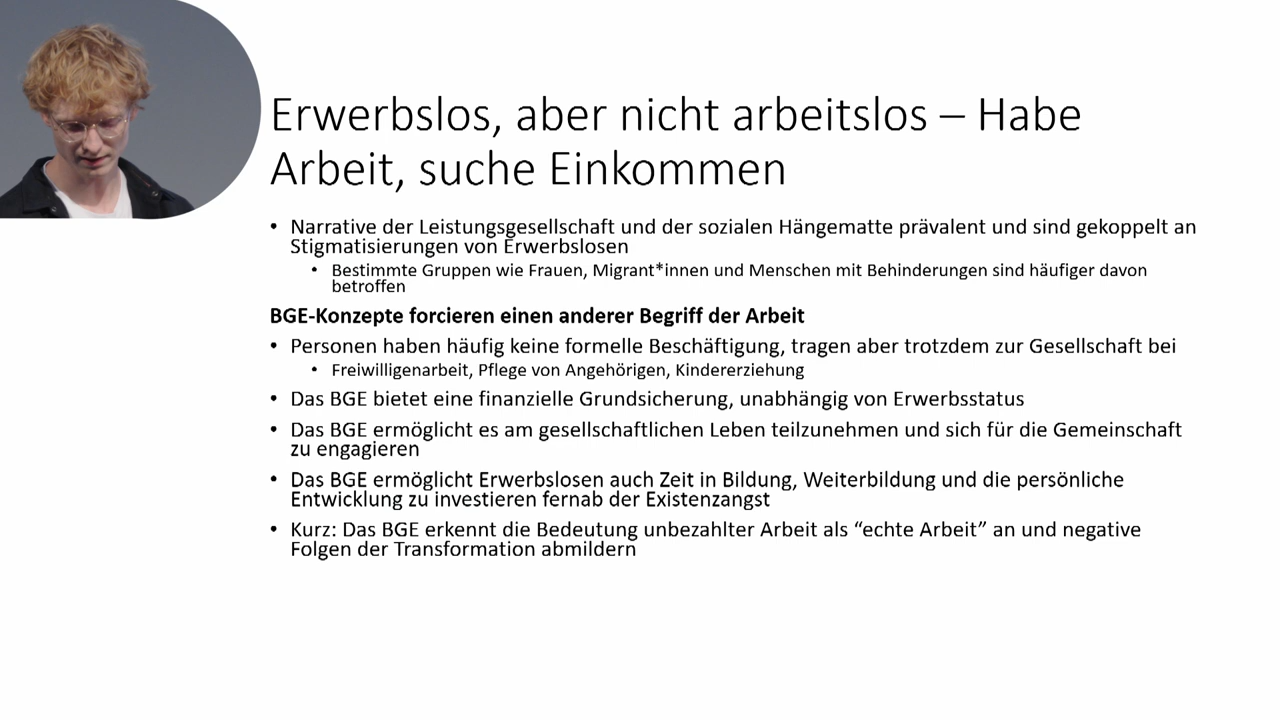 Erwerbslos, aber nicht arbeitslos – Habe
Arbeit, suche Einkommen
• Narrative der Leistungsgesellschaft und der sozialen Hängematte prävalent und sind gekoppelt an
Stigmatisierungen von Erwerbslosen
• Bestimmte Gruppen wie Frauen, Migrant*innen und Menschen mit Behinderungen sind häufiger davon
betroffen
BGE-Konzepte forcieren einen anderer Begriff der Arbeit
• Personen haben häufig keine formelle Beschäftigung, tragen aber trotzdem zur Gesellschaft bei
• Freiwilligenarbeit, Pflege von Angehörigen, Kindererziehung
• Das BGE bietet eine finanzielle Grundsicherung, unabhängig von Erwerbsstatus
• Das BGE ermöglicht es am gesellschaftlichen Leben teilzunehmen und sich für die Gemeinschaft
zu engagieren
• Das BGE ermöglicht Erwerbslosen auch Zeit in Bildung, Weiterbildung und die persönliche
Entwicklung zu investieren fernab der Existenzangst
• Kurz: Das BGE erkennt die Bedeutung unbezahlter Arbeit als “echte Arbeit” an und negative
Folgen der Transformation abmildern